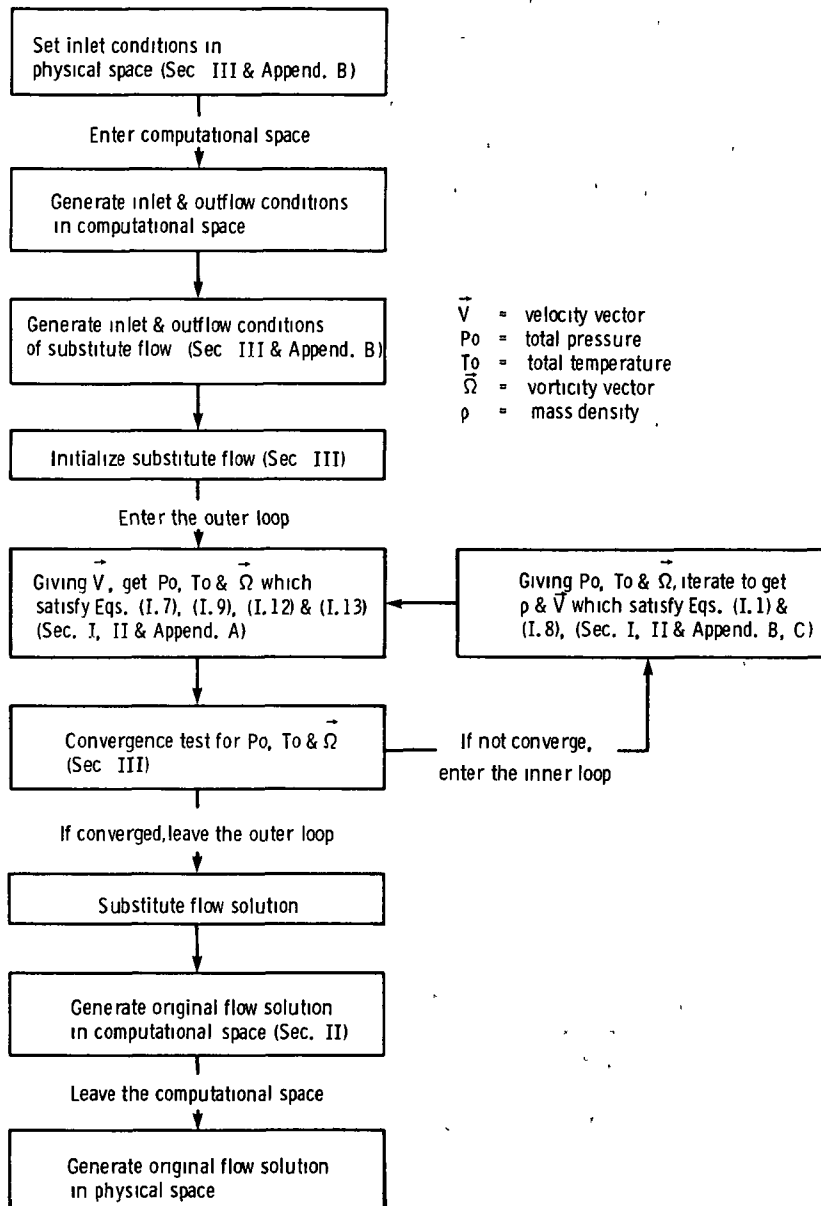 Set inlet conditions in
physical space (Sec III & Append. B)
Enter computational space
Generate inlet & outflow conditions
in computational space
Generate inlet & outflow conditions
of substitute flow (Sec III & Append. B)
V⃗ = velocity vector
Po = total pressure
To = total temperature
Ω⃗ = vorticity vector
ρ = mass density
Initialize substitute flow (Sec III)
Enter the outer loop
Giving V⃗, get Po, To & Ω⃗ which
satisfy Eqs. (I.7), (I.9), (I.12) & (I.13)
(Sec. I, II & Append. A)
Giving Po, To & Ω⃗, iterate to get
ρ & V⃗ which satisfy Eqs. (I.1) &
(I.8), (Sec. I, II & Append. B, C)
Convergence test for Po, To & Ω⃗
(Sec III)
If not converge,
enter the inner loop
If converged, leave the outer loop
Substitute flow solution
Generate original flow solution
in computational space (Sec. II)
Leave the computational space
Generate original flow solution
in physical space